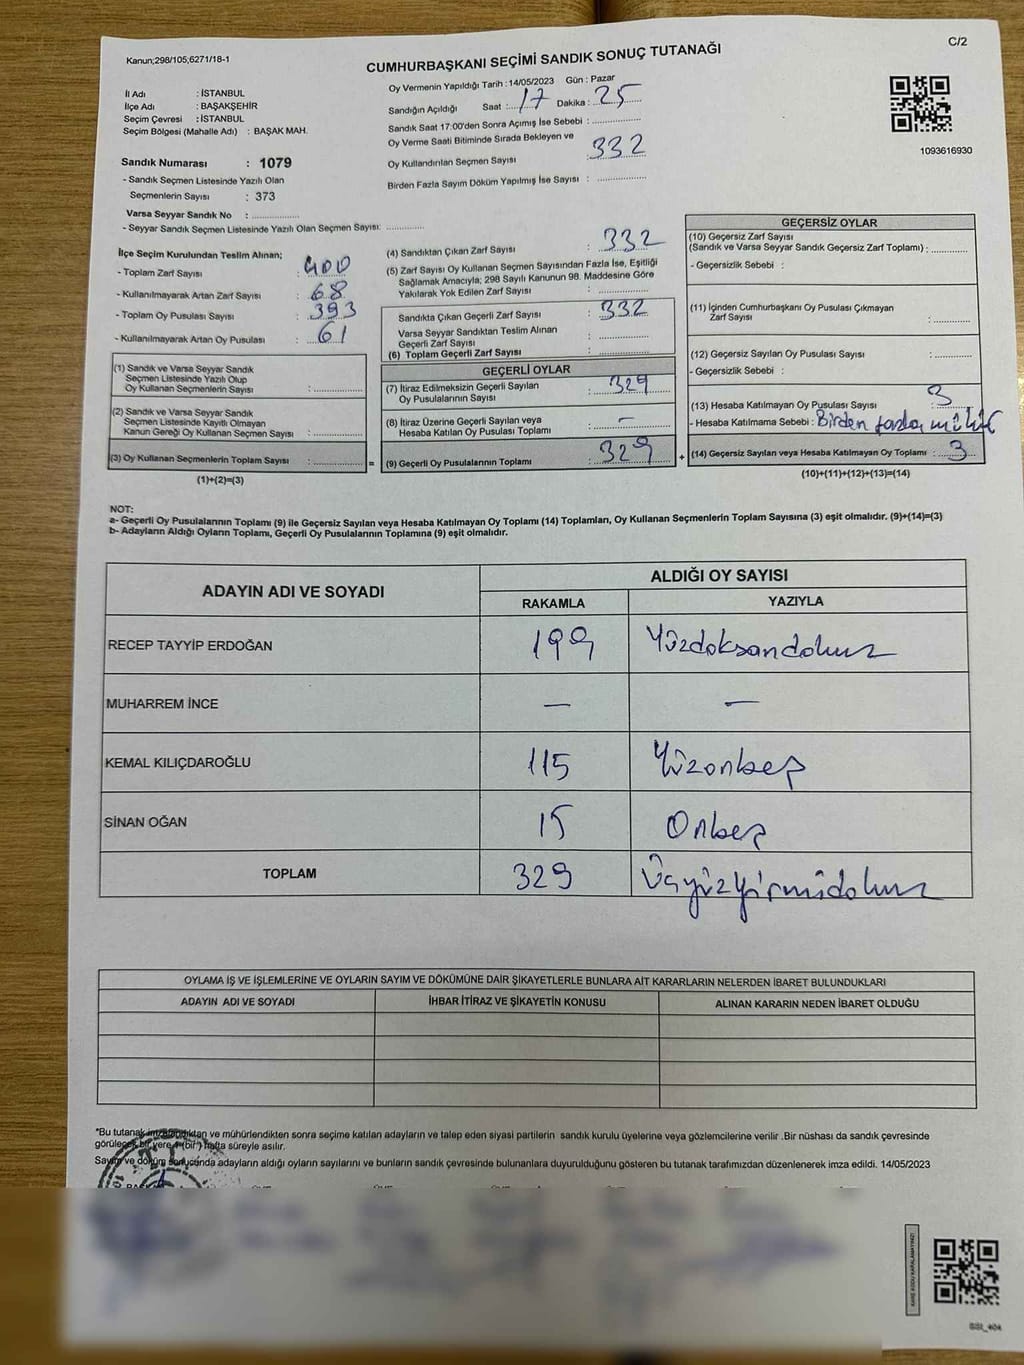 Kanun;298/105;6271/18-1
C/2
CUMHURBAŞKANI SEÇİMİ SANDIK SONUÇ TUTANAĞI
İl Adı : İSTANBUL
İlçe Adı : BAŞAKŞEHİR
Seçim Çevresi : İSTANBUL
Seçim Bölgesi (Mahalle Adı) : BAŞAK MAH.
Sandık Numarası : 1079
- Sandık Seçmen Listesinde Yazılı Olan
Seçmenlerin Sayısı : 373
Varsa Seyyar Sandık No : ..............
- Seyyar Sandık Seçmen Listesinde Yazılı Olan Seçmen Sayısı: ..............
Oy Vermenin Yapıldığı Tarih : 14/05/2023 Gün : Pazar
Sandığın Açıldığı Saat : 17 Dakika : 25
Sandık Saat 17:00'den Sonra Açımış İse Sebebi : ..............
Oy Verme Saati Bitiminde Sırada Bekleyen ve
Oy Kullandırılan Seçmen Sayısı : 332
Birden Fazla Sayım Döküm Yapılmış İse Sayısı : ..............
1093616930
İlçe Seçim Kurulundan Teslim Alınan;
- Toplam Zarf Sayısı : 400
- Kullanılmayarak Artan Zarf Sayısı : 68
- Toplam Oy Pusulası Sayısı : 393
- Kullanılmayarak Artan Oy Pusulası : 61
(1) Sandık ve Varsa Seyyar Sandık
Seçmen Listesinde Yazılı Olup
Oy Kullanan Seçmenlerin Sayısı : ..............
(2) Sandık ve Varsa Seyyar Sandık
Seçmen Listesinde Kayıtlı Olmayan
Kanun Gereği Oy Kullanan Seçmen Sayısı : ..............
(3) Oy Kullanan Seçmenlerin Toplam Sayısı : .............. =
(1)+(2)=(3)
(4) Sandıktan Çıkan Zarf Sayısı : 332
(5) Zarf Sayısı Oy Kullanan Seçmen Sayısından Fazla İse, Eşitliği
Sağlamak Amacıyla; 298 Sayılı Kanunun 98. Maddesine Göre
Yakılarak Yok Edilen Zarf Sayısı : ..............
Sandıkta Çıkan Geçerli Zarf Sayısı : 332
Varsa Seyyar Sandıktan Teslim Alınan
Geçerli Zarf Sayısı : ..............
(6) Toplam Geçerli Zarf Sayısı : ..............
GEÇERLİ OYLAR
(7) İtiraz Edilmeksizin Geçerli Sayılan
Oy Pusulalarının Sayısı : 329
(8) İtiraz Üzerine Geçerli Sayılan veya
Hesaba Katılan Oy Pusulası Toplamı : —
(9) Geçerli Oy Pusulalarının Toplamı : 329 +
GEÇERSİZ OYLAR
(10) Geçersiz Zarf Sayısı
(Sandık ve Varsa Seyyar Sandık Geçersiz Zarf Toplamı) : ..............
- Geçersizlik Sebebi :
(11) İçinden Cumhurbaşkanı Oy Pusulası Çıkmayan
Zarf Sayısı : ..............
(12) Geçersiz Sayılan Oy Pusulası Sayısı : ..............
- Geçersizlik Sebebi :
(13) Hesaba Katılmayan Oy Pusulası Sayısı : 3
- Hesaba Katılmama Sebebi : Birden fazla mühür
(14) Geçersiz Sayılan veya Hesaba Katılmayan Oy Toplamı : 3
(10)+(11)+(12)+(13)=(14)
NOT:
a- Geçerli Oy Pusulalarının Toplamı (9) ile Geçersiz Sayılan veya Hesaba Katılmayan Oy Toplamı (14) Toplamları, Oy Kullanan Seçmenlerin Toplam Sayısına (3) eşit olmalıdır. (9)+(14)=(3)
b- Adayların Aldığı Oyların Toplamı, Geçerli Oy Pusulalarının Toplamına (9) eşit olmalıdır.
ADAYIN ADI VE SOYADI ALDIĞI OY SAYISI
RAKAMLA YAZIYLA
RECEP TAYYİP ERDOĞAN 199 Yüzdoksandokuz
MUHARREM İNCE — —
KEMAL KILIÇDAROĞLU 115 Yüzonbeş
SİNAN OĞAN 15 Onbeş
TOPLAM 329 Üçyüzyirmidokuz
OYLAMA İŞ VE İŞLEMLERİNE VE OYLARIN SAYIM VE DÖKÜMÜNE DAİR ŞİKAYETLERLE BUNLARA AİT KARARLARIN NELERDEN İBARET BULUNDUKLARI
ADAYIN ADI VE SOYADI İHBAR İTİRAZ VE ŞİKAYETİN KONUSU ALINAN KARARIN NEDEN İBARET OLDUĞU
*Bu tutanak imzalandıktan ve mühürlendikten sonra seçime katılan adayların ve talep eden siyasi partilerin sandık kurulu üyelerine veya gözlemcilerine verilir .Bir nüshası da sandık çevresinde
görülecek bir yere 1 (bir ) hafta süreyle asılır.
Sayım ve döküm sonucunda adayların aldığı oyların sayılarını ve bunların sandık çevresinde bulunanlara duyurulduğunu gösteren bu tutanak tarafımızdan düzenlenerek imza edildi. 14/05/2023
KARE KODU KARALAMAYINIZ!